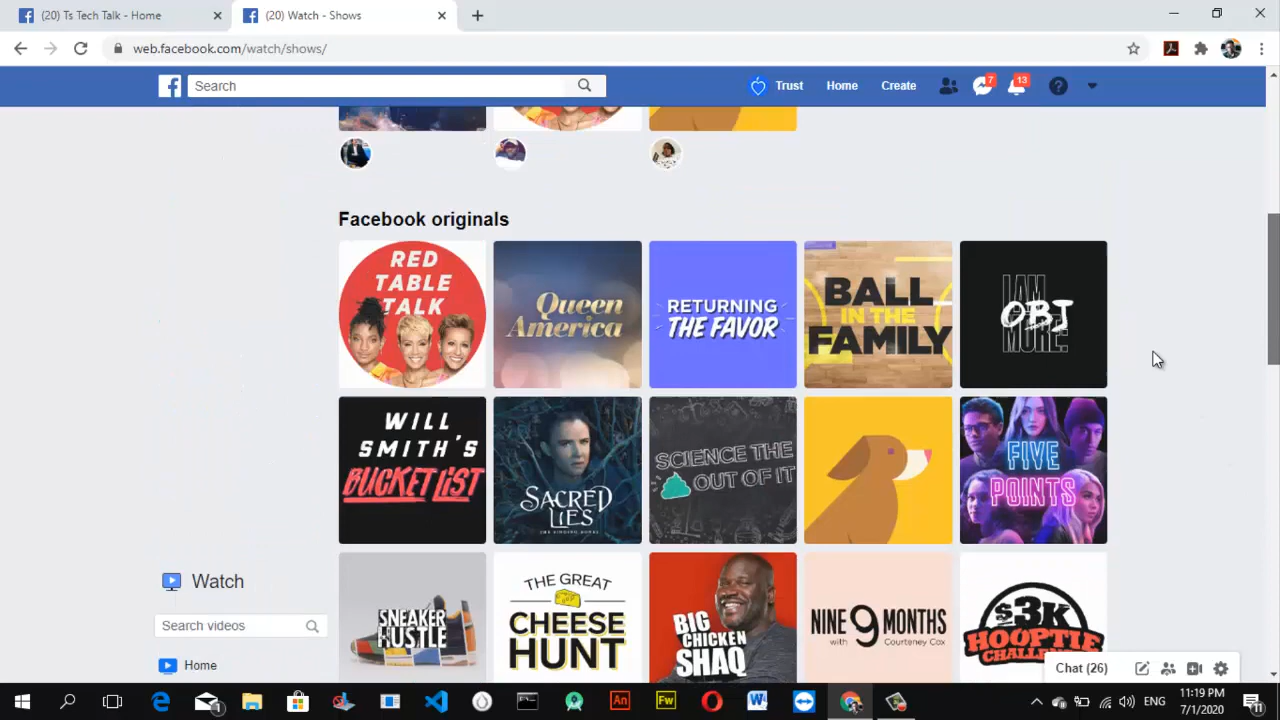 (20) Ts Tech Talk - Home
(20) Watch - Shows
web.facebook.com/watch/shows/
Search
Trust
Home
Create
7
13
Facebook originals
RED
TABLE
TALK
Queen
America
RETURNING
THE FAVOR
BALL
IN THE
FAMILY
I AM
OBJ
MORE.
WILL
SMITH'S
BUCKET LIST
SACRED
LIES
SCIENCE THE
OUT OF IT
FIVE
POINTS
Watch
Search videos
Home
SNEAKER
HUSTLE
THE GREAT
CHEESE
HUNT
BIG
CHICKEN
SHAQ
NINE 9 MONTHS
with Courteney Cox
$3K
HOOPTIE
CHALLENGE
Chat (26)
An
Fw
W
1
ENG
11:19 PM
7/1/2020
11